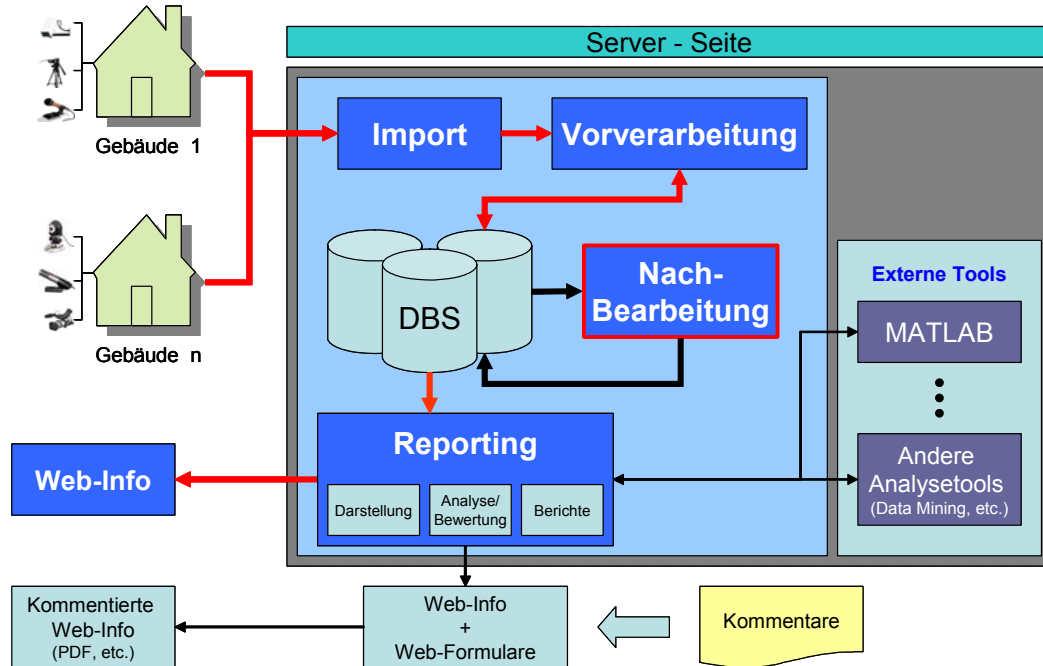 Server - Seite
Gebäude 1
Import
Vorverarbeitung
Gebäude n
DBS
Nach-
Bearbeitung
Externe Tools
MATLAB
Andere
Analysetools
(Data Mining, etc.)
Reporting
Darstellung
Analyse/
Bewertung
Berichte
Web-Info
Kommentierte
Web-Info
(PDF, etc.)
Web-Info
+
Web-Formulare
Kommentare